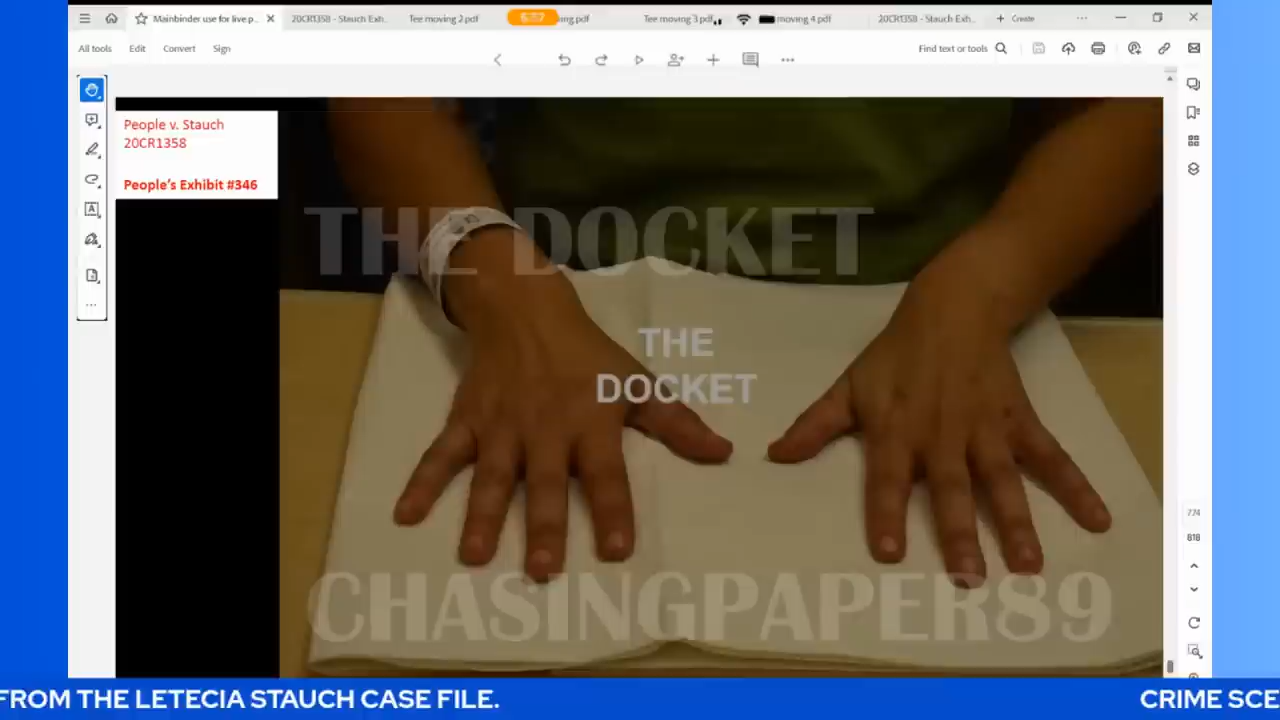 Mainbinder use for live p...
20CR1358 - Stauch Exh...
Tee moving 2.pdf
ing.pdf
Tee moving 3.pdf
moving 4.pdf
20CR1358 - Stauch Exh...
Create
All tools
Edit
Convert
Sign
Find text or tools
People v. Stauch
20CR1358
People's Exhibit #346
THE DOCKET
THE
DOCKET
774
818
CHASINGPAPER89
FROM THE LETECIA STAUCH CASE FILE.
CRIME SCE